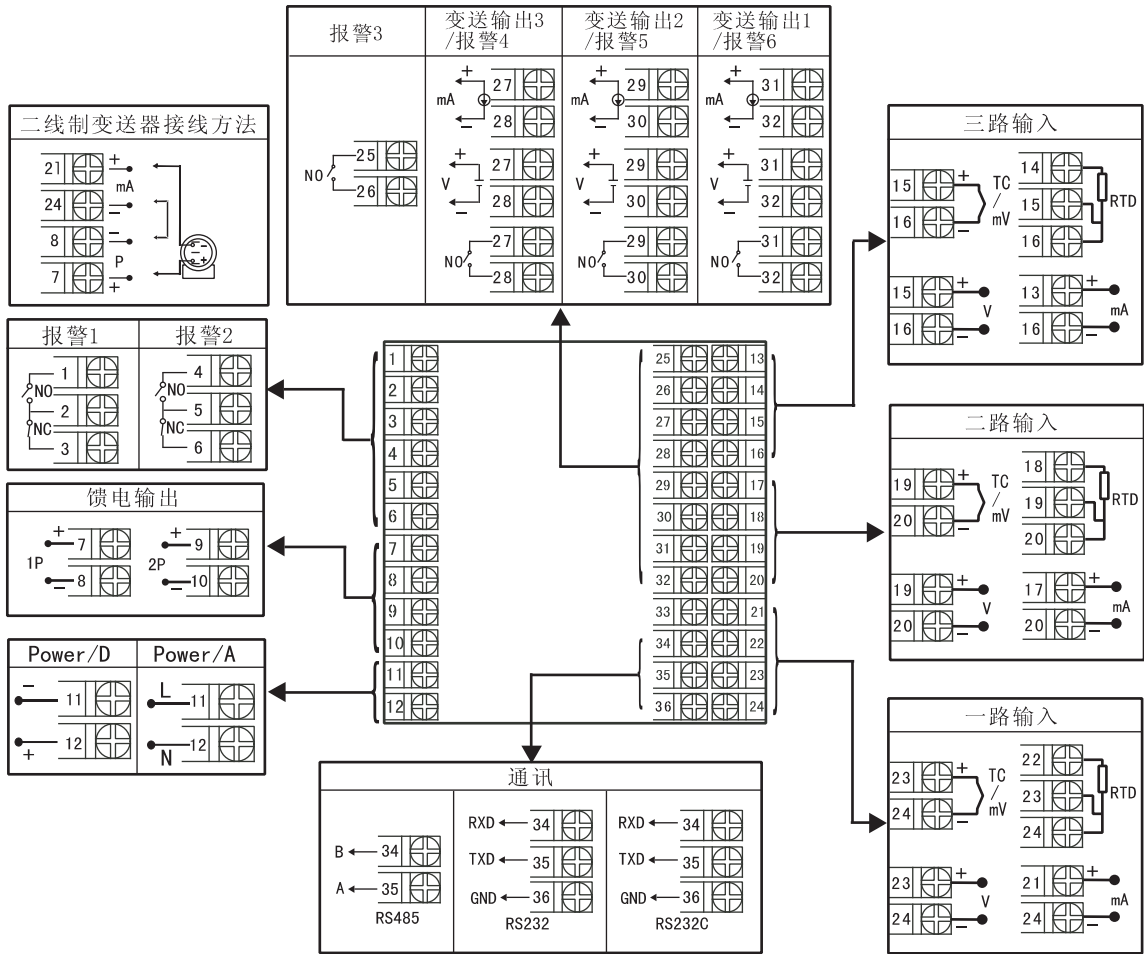 报警3
变送输出3
/报警4
变送输出2
/报警5
变送输出1
/报警6
NO
25
26
+
mA
−
27
28
+
V
−
27
28
NO
27
28
+
mA
−
29
30
+
V
−
29
30
NO
29
30
+
mA
−
31
32
+
V
−
31
32
NO
31
32
二线制变送器接线方法
21
+
mA
24
−
8
−
P
7
+
− − +
报警1
报警2
1
NO
2
NC
3
4
NO
5
NC
6
馈电输出
+
7
1P
−
8
+
9
2P
−
10
Power/D
Power/A
−
11
12
+
L
11
12
N
1
2
3
4
5
6
7
8
9
10
11
12
25 13
26 14
27 15
28 16
29 17
30 18
31 19
32 20
33 21
34 22
35 23
36 24
三路输入
15
+
TC
/
mV
16
−
14
15
16
RTD
15
+
V
16
−
13
+
mA
16
−
二路输入
19
+
TC
/
mV
20
−
18
19
20
RTD
19
+
V
20
−
17
+
mA
20
−
一路输入
23
+
TC
/
mV
24
−
22
23
24
RTD
23
+
V
24
−
21
+
mA
24
−
通讯
B 34
A 35
RS485
RXD 34
TXD 35
GND 36
RS232
RXD 34
TXD 35
GND 36
RS232C